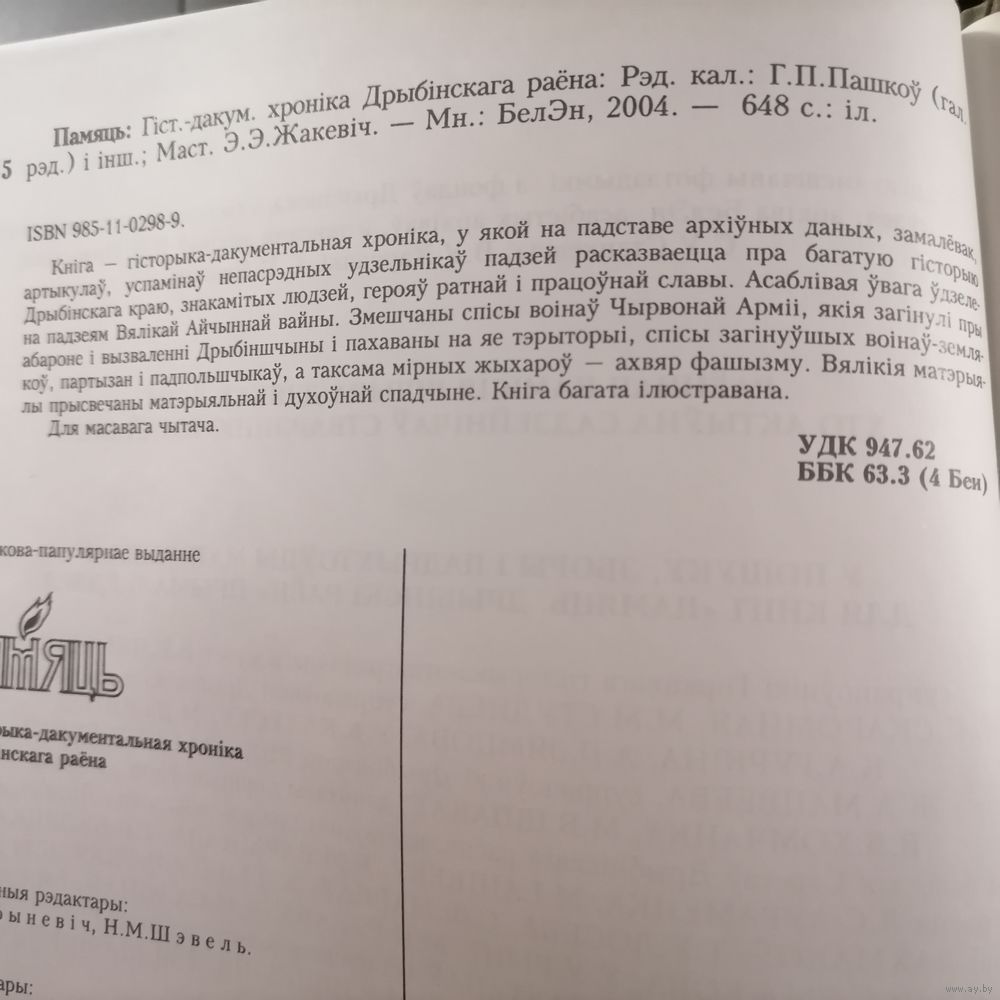 Памяць: Гіст.-дакум. хроніка Дрыбінскага раёна: Рэд. кал.: Г.П.Пашкоў (гал.
5 рэд.) і інш.; Маст. Э.Э.Жакевіч. — Мн.: БелЭн, 2004. — 648 с.: іл.
ISBN 985-11-0298-9.
Кніга – гісторыка-дакументальная хроніка, у якой на падставе архіўных даных, замалёвак,
артыкулаў, успамінаў непасрэдных удзельнікаў падзей расказваецца пра багатую гісторыю
Дрыбінскага краю, знакамітых людзей, герояў ратнай і працоўнай славы. Асаблівая ўвага ўдзеле-
на падзеям Вялікай Айчыннай вайны. Змешчаны спісы воінаў Чырвонай Арміі, якія загінулі пры
абароне і вызваленні Дрыбіншчыны і пахаваны на яе тэрыторыі, спісы загінуўшых воінаў-земля-
коў, партызан і падпольшчыкаў, а таксама мірных жыхароў — ахвяр фашызму. Вялікія матэрыя-
лы прысвечаны матэрыяльнай і духоўнай спадчыне. Кніга багата ілюстравана.
Для масавага чытача.
УДК 947.62
ББК 63.3 (4 Беи)
кова-папулярнае выданне
мяць
рыка-дакументальная хроніка
нскага раёна
ныя рэдактары:
рыневіч, Н.М.Шэвель.
ары:
www.ay.by